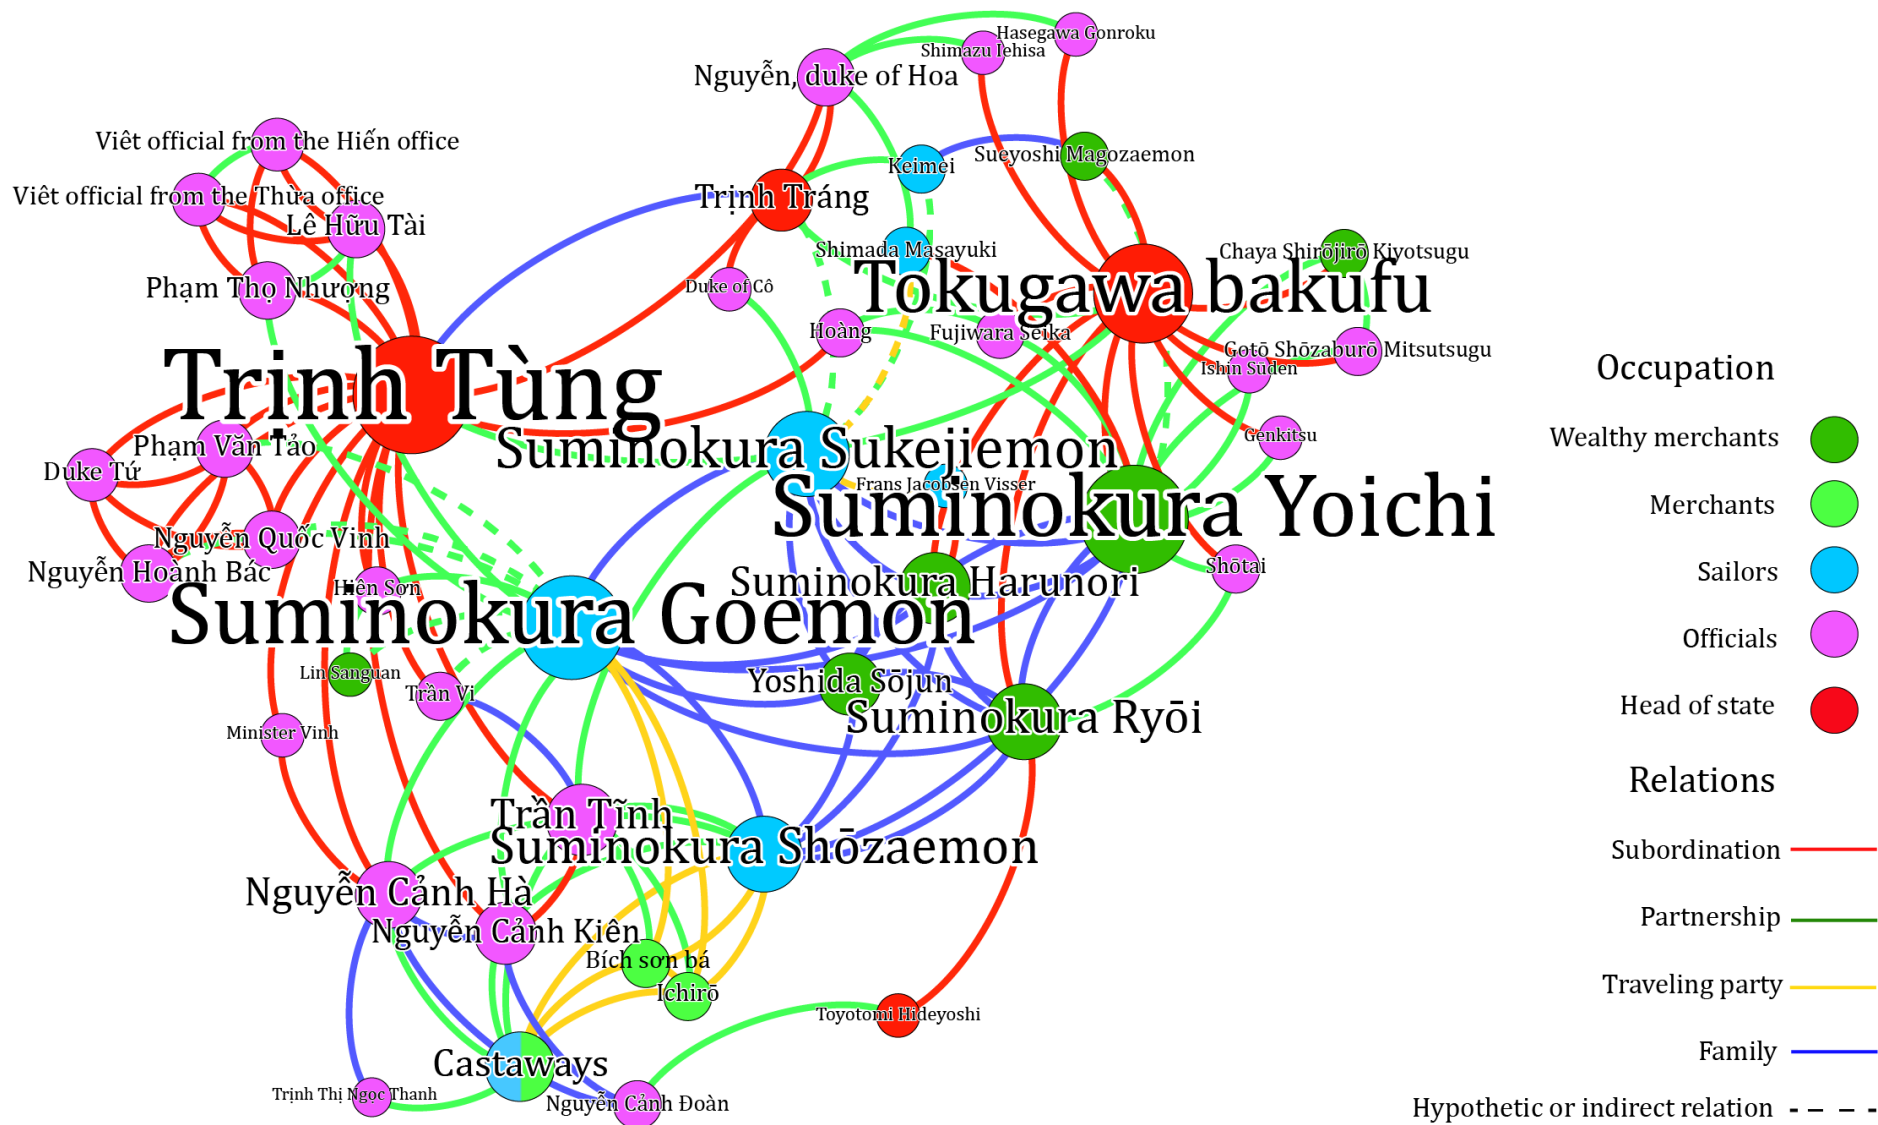 Hasegawa Gonroku
Shimazu Iehisa
Nguyễn, duke of Hoa
Viêt official from the Hiến office
Sueyoshi Magozaemon
Keimei
Viêt official from the Thừa office
Trịnh Tráng
Lê Hữu Tài
Shimada Masayuki
Chaya Shirōjirō Kiyotsugu
Phạm Thọ Nhượng
Duke of Cô
Tokugawa bakufu
Hoàng
Fujiwara Seika
Gotō Shōzaburō Mitsutsugu
Ishin Sūden
Trịnh Tùng
Genkitsu
Phạm Văn Tảo
Suminokura Sukejiemon
Duke Tứ
Frans Jacobsen Visser
Suminokura Yoichi
Nguyễn Quốc Vinh
Shōtai
Nguyễn Hoành Bác
Hiên Sơn
Suminokura Harunori
Suminokura Goemon
Lin Sanguan
Yoshida Sōjun
Trần Vi
Suminokura Ryōi
Minister Vinh
Trần Tĩnh
Suminokura Shōzaemon
Nguyễn Cảnh Hà
Nguyễn Cảnh Kiên
Bích sơn bá
Ichirō
Toyotomi Hideyoshi
Castaways
Trịnh Thị Ngọc Thanh
Nguyễn Cảnh Đoàn
Occupation
Wealthy merchants
Merchants
Sailors
Officials
Head of state
Relations
Subordination
Partnership
Traveling party
Family
Hypothetic or indirect relation